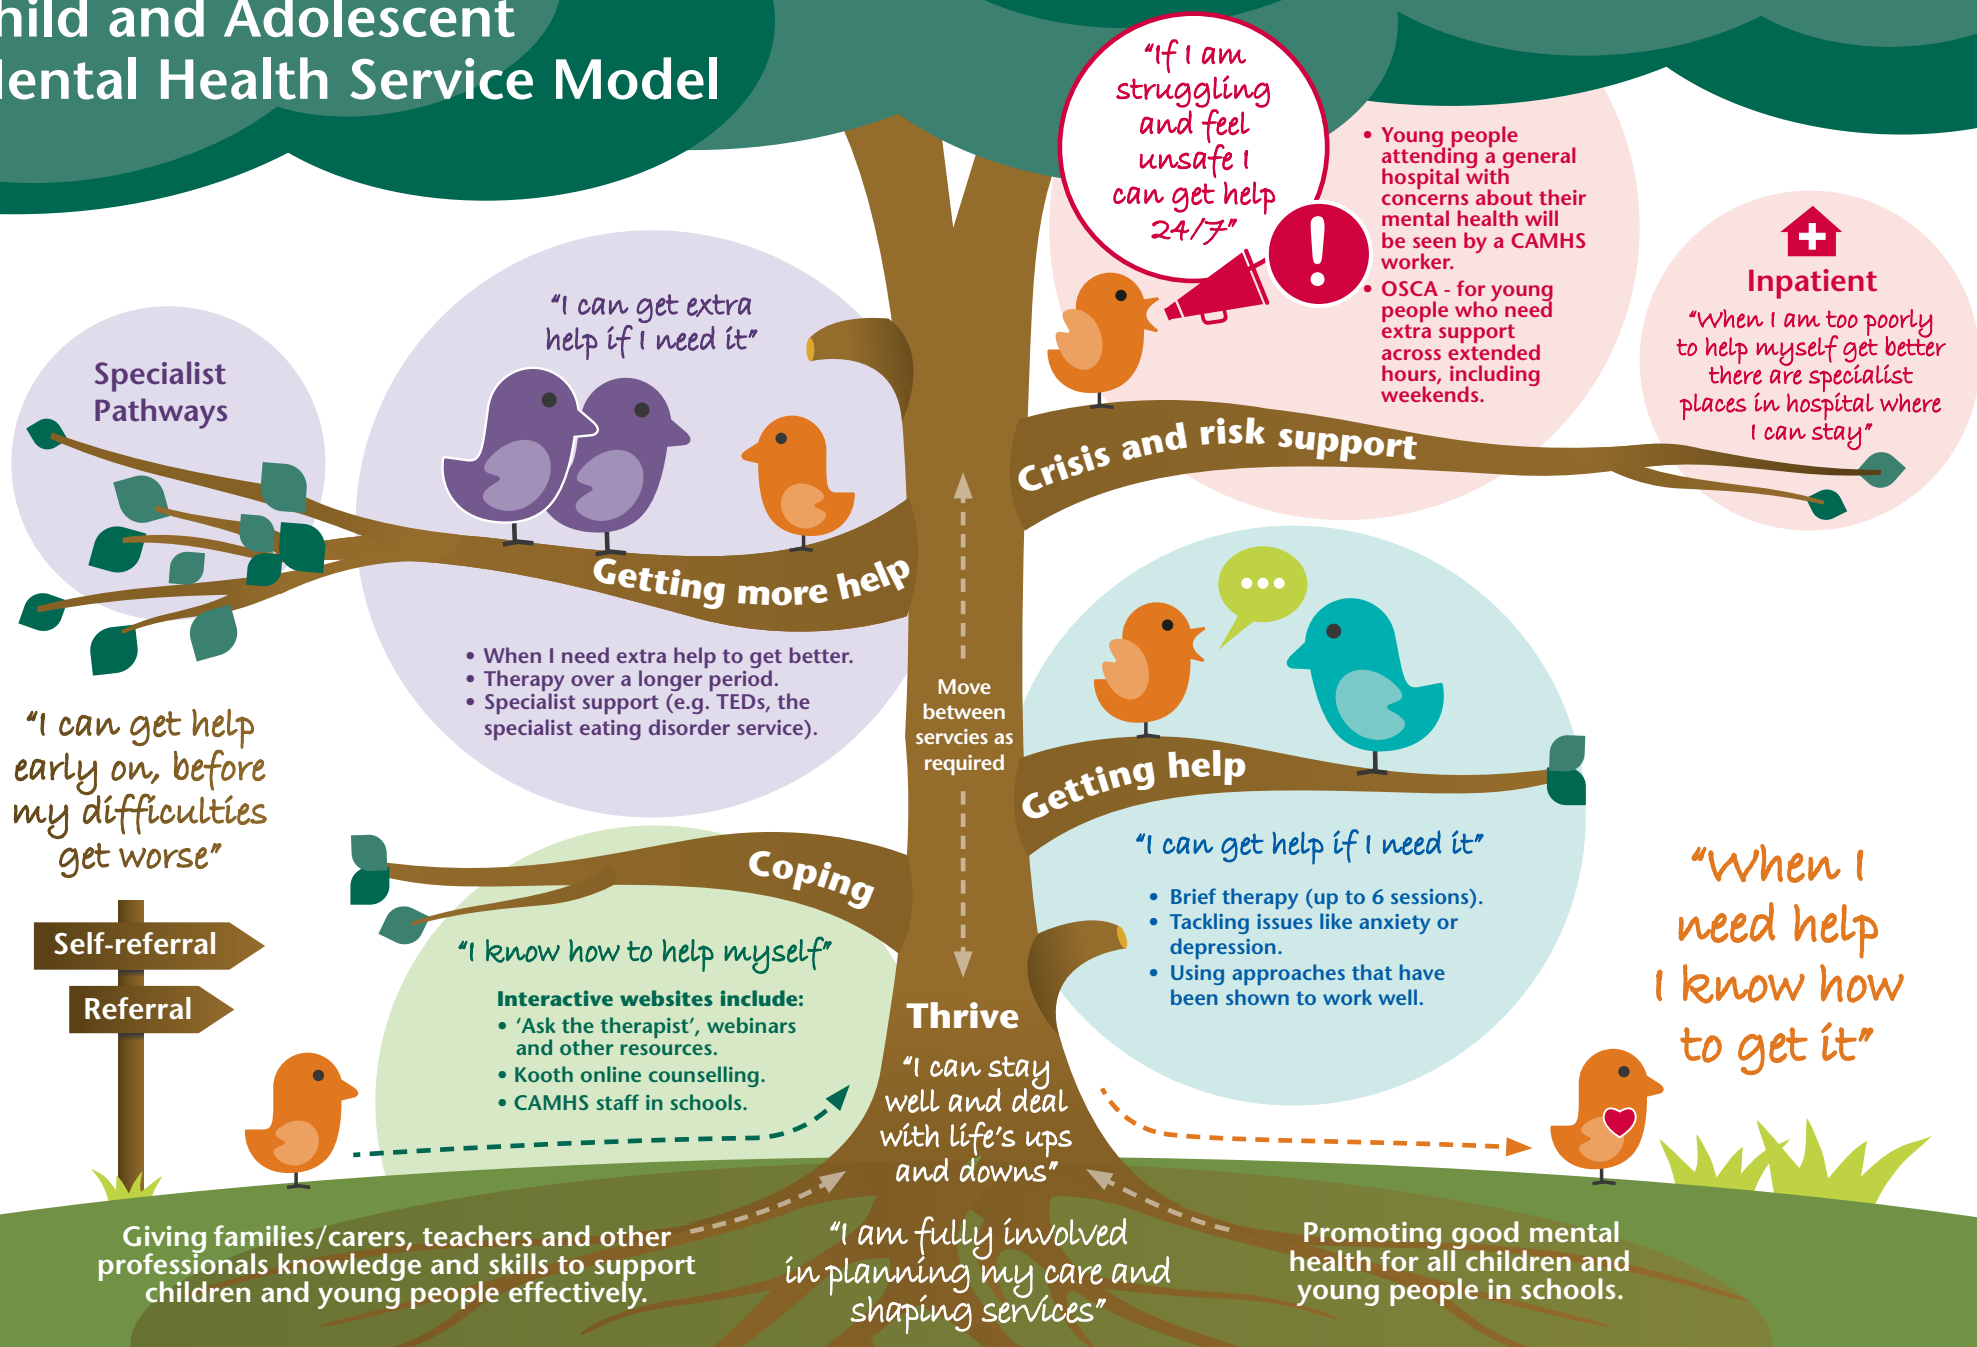 hild and Adolescent
ental Health Service Model
"If I am
struggling
and feel
unsafe I
can get help
24/7"
• Young people
attending a general
hospital with
concerns about their
mental health will
be seen by a CAMHS
worker.
• OSCA - for young
people who need
extra support
across extended
hours, including
weekends.
Inpatient
"When I am too poorly
to help myself get better
there are specialist
places in hospital where
I can stay"
Crisis and risk support
"I can get extra
help if I need it"
Specialist
Pathways
Getting more help
• When I need extra help to get better.
• Therapy over a longer period.
• Specialist support (e.g. TEDs, the
specialist eating disorder service).
Move
between
servcies as
required
Getting help
"I can get help if I need it"
• Brief therapy (up to 6 sessions).
• Tackling issues like anxiety or
depression.
• Using approaches that have
been shown to work well.
"I can get help
early on, before
my difficulties
get worse"
Self-referral
Referral
Coping
"I know how to help myself"
Interactive websites include:
• 'Ask the therapist', webinars
and other resources.
• Kooth online counselling.
• CAMHS staff in schools.
Thrive
"I can stay
well and deal
with life's ups
and downs"
"When I
need help
I know how
to get it"
Giving families/carers, teachers and other
professionals knowledge and skills to support
children and young people effectively.
"I am fully involved
in planning my care and
shaping services"
Promoting good mental
health for all children and
young people in schools.